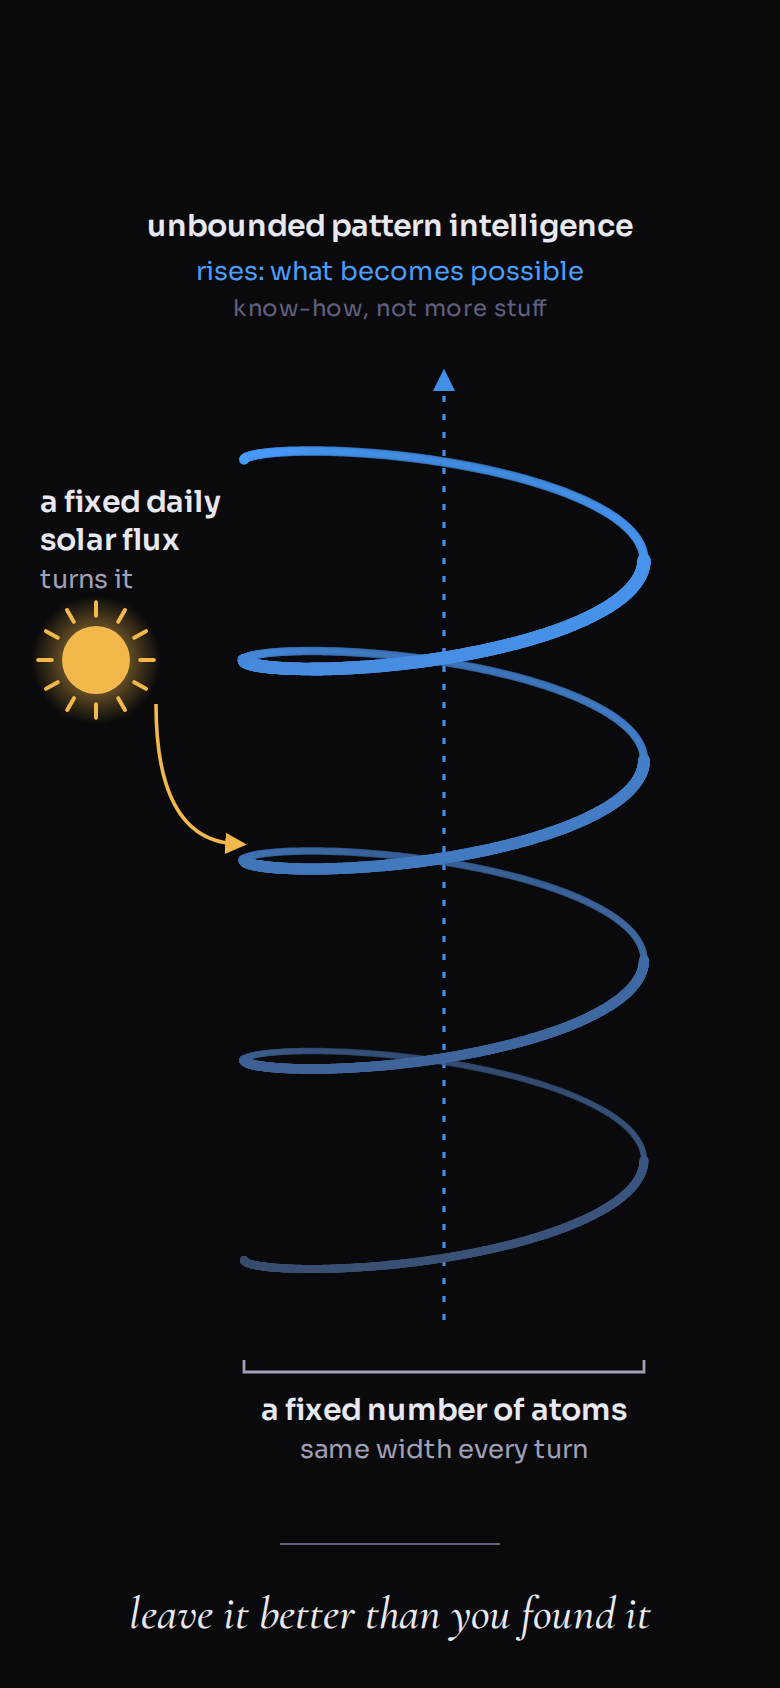 unbounded pattern intelligence
rises: what becomes possible
know-how, not more stuff
a fixed daily
solar flux
turns it
a fixed number of atoms
same width every turn
leave it better than you found it